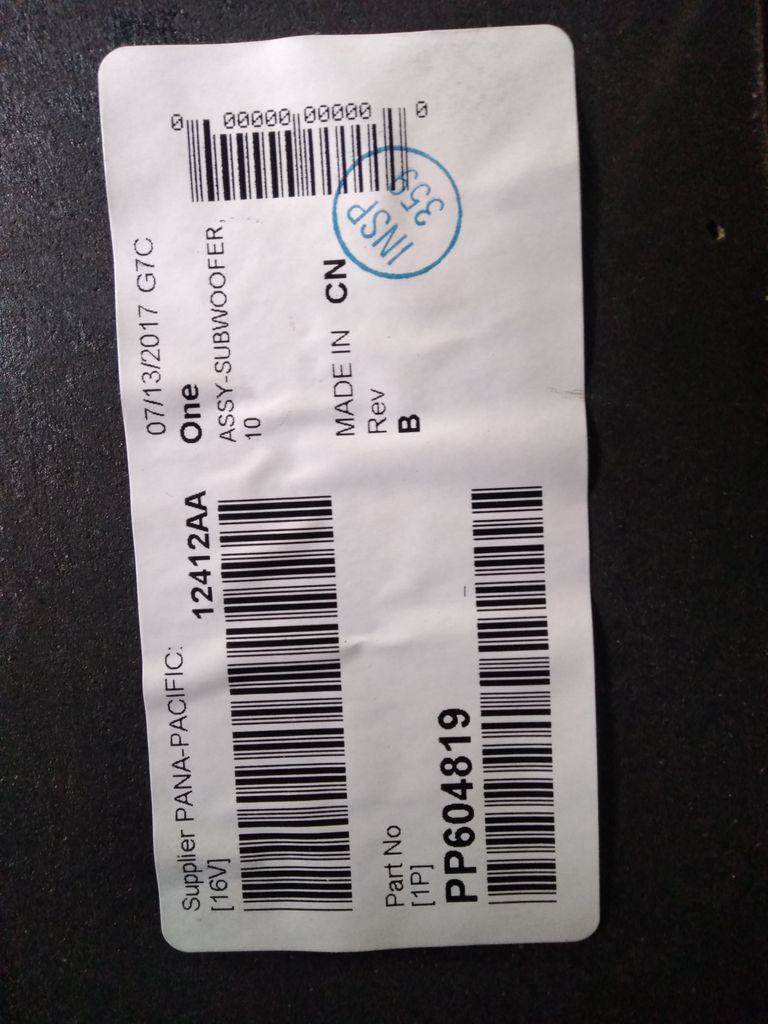 Supplier PANA-PACIFIC:
[16V]
12412AA
Part No
[1P]
PP604819
07/13/2017 G7C
One
ASSY-SUBWOOFER,
10
MADE IN CN
Rev
B
0 00000 00000 0
INSP
359